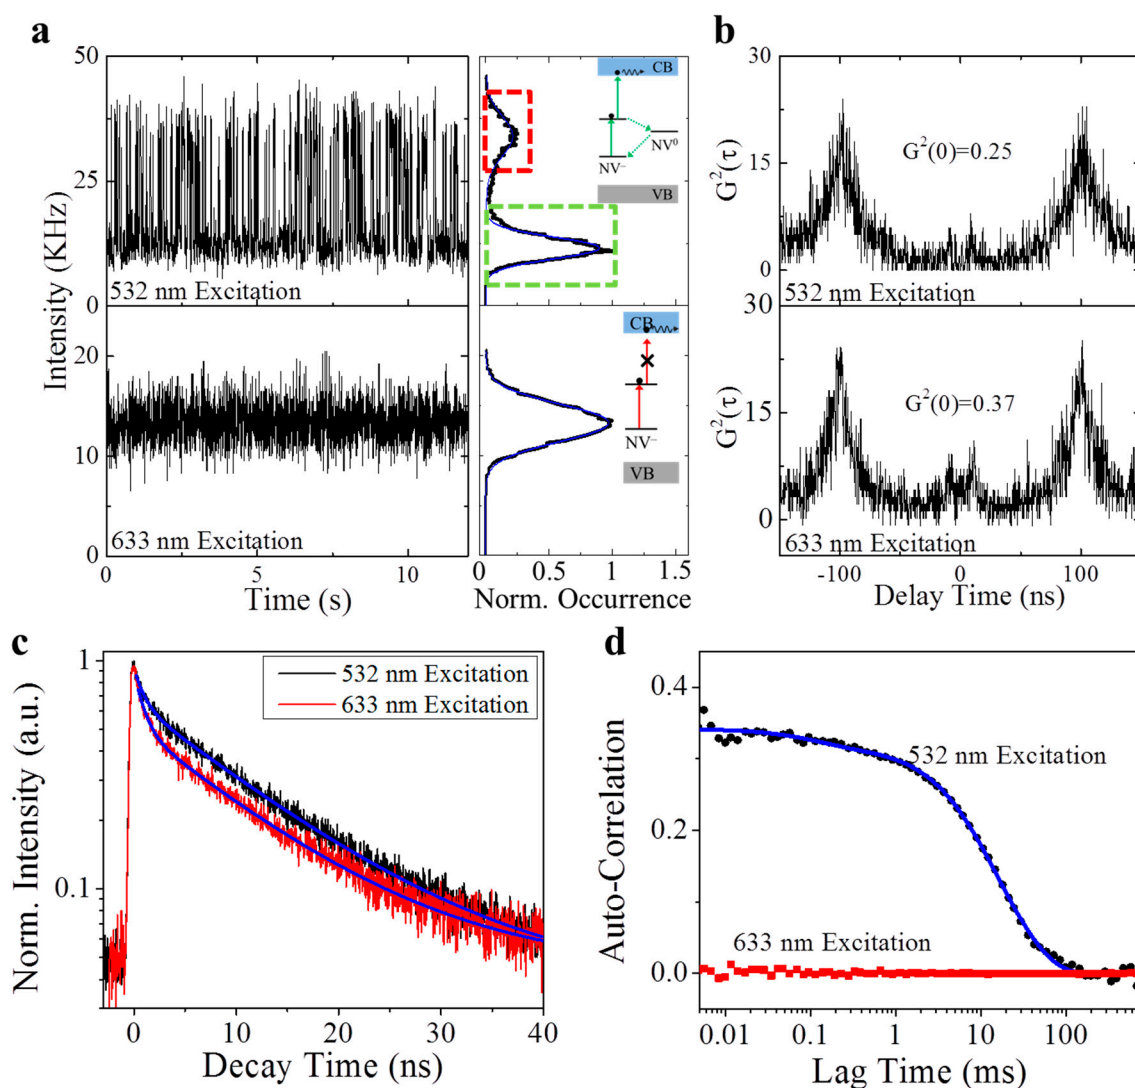 a
b
50
25
0
20
10
0
Intensity (KHz)
532 nm Excitation
633 nm Excitation
0
5
10
Time (s)
CB
NV⁰
NV⁻
VB
CB
NV⁻
VB
0
0.5
1.0
1.5
Norm. Occurrence
30
15
0
G²(τ)
G²(0)=0.25
532 nm Excitation
30
15
0
G²(τ)
G²(0)=0.37
633 nm Excitation
-100
0
100
Delay Time (ns)
c
1
0.1
Norm. Intensity (a.u.)
532 nm Excitation
633 nm Excitation
0
10
20
30
40
Decay Time (ns)
d
0.4
0.2
0.0
Auto-Correlation
532 nm Excitation
633 nm Excitation
0.01
0.1
1
10
100
Lag Time (ms)